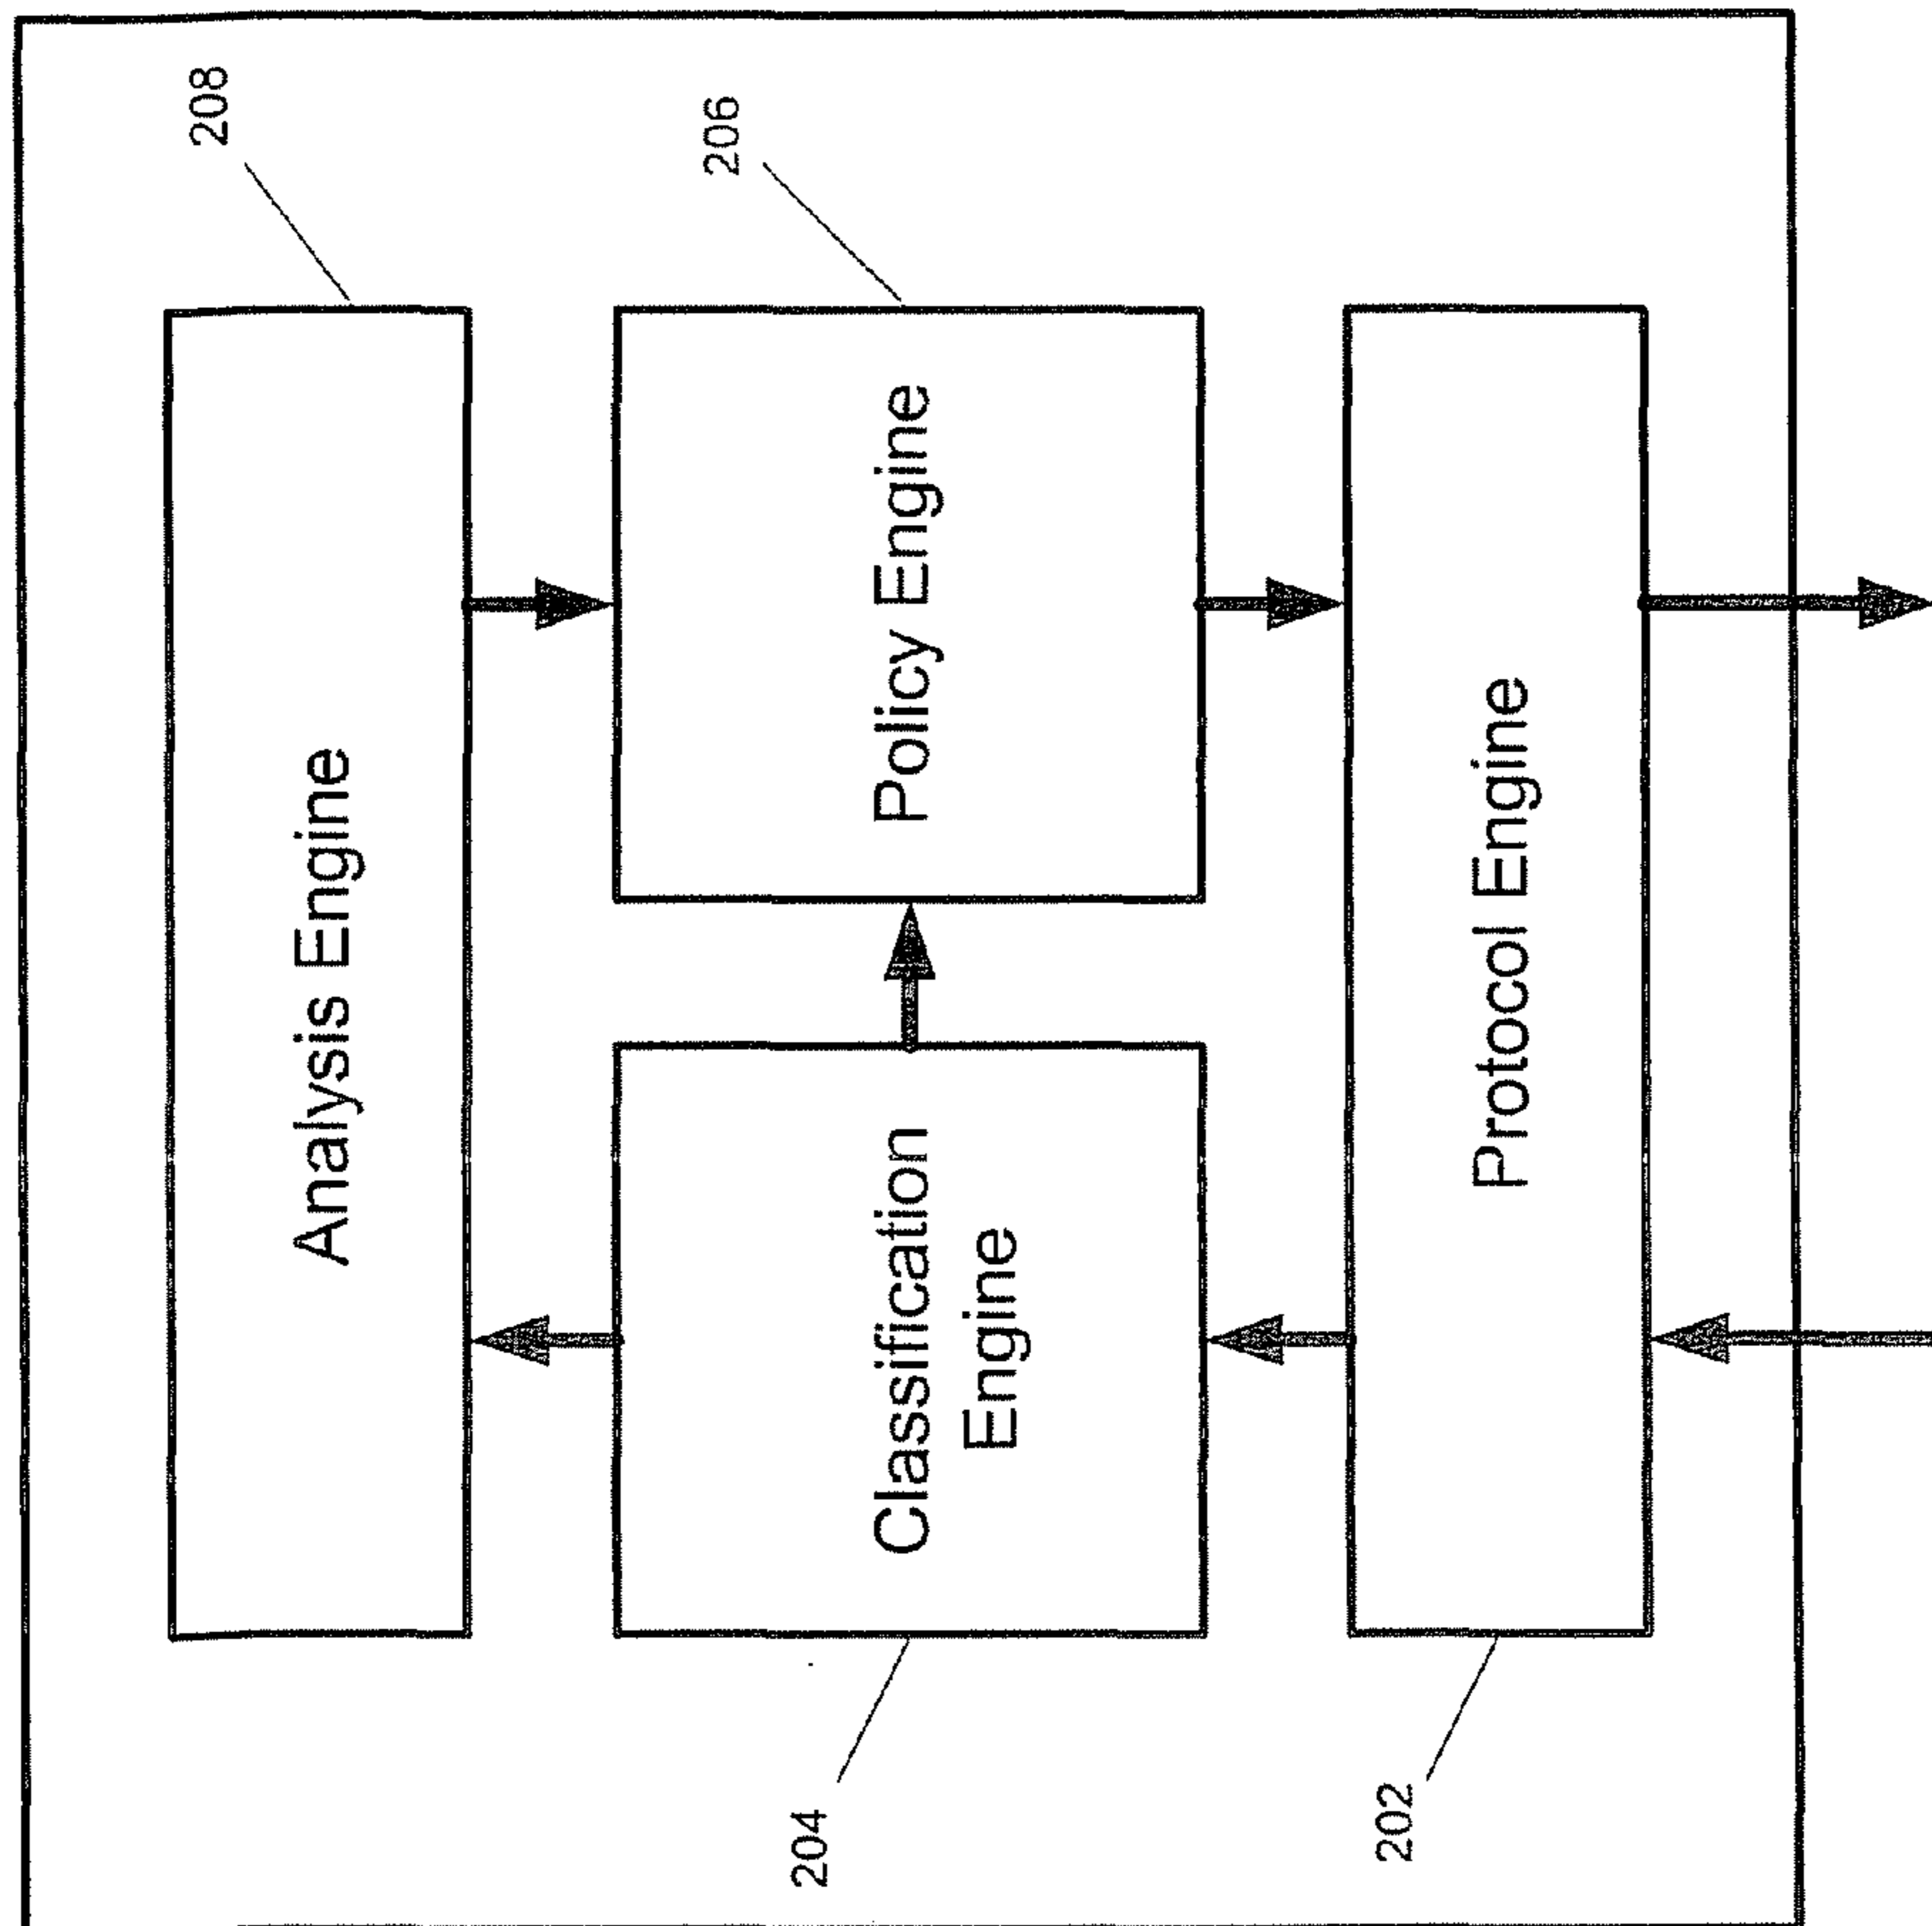 208
Analysis Engine
206
Policy Engine
Classification
Engine
204
Protocol Engine
202